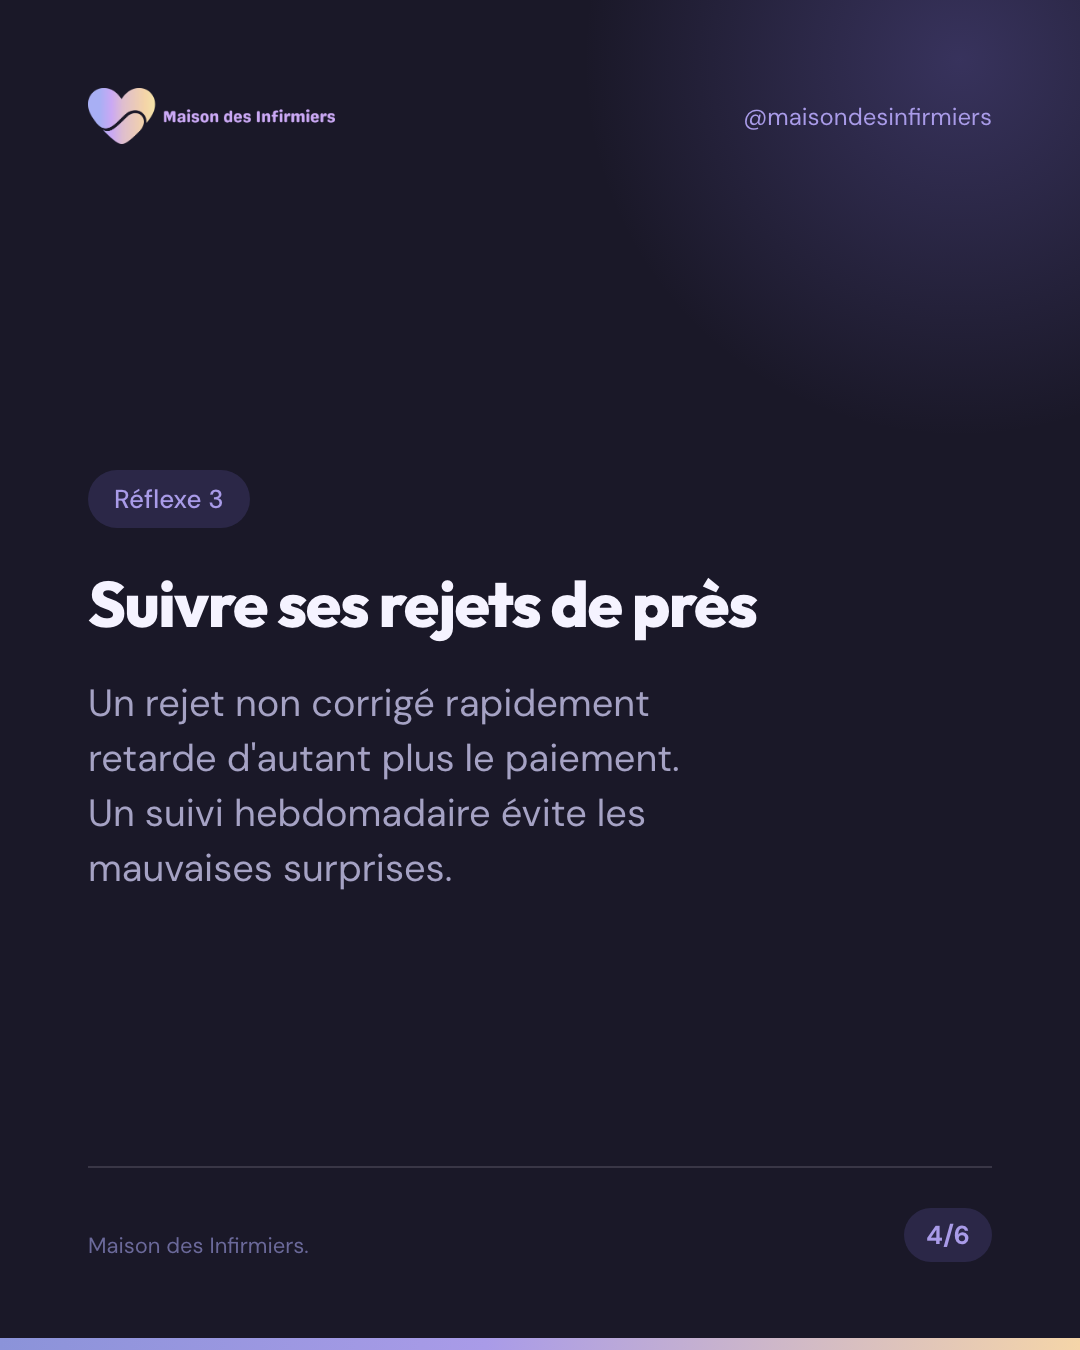 Maison des Infirmiers
@maisondesinfirmiers
Réflexe 3
Suivre ses rejets de près
Un rejet non corrigé rapidement
retarde d'autant plus le paiement.
Un suivi hebdomadaire évite les
mauvaises surprises.
Maison des Infirmiers.
4/6